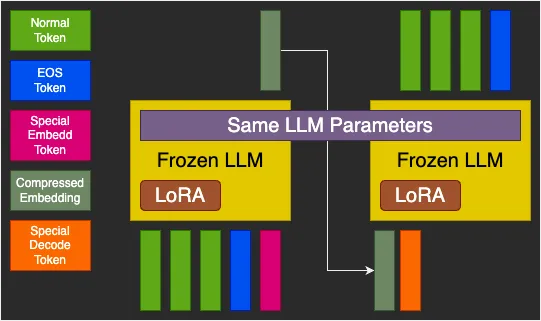 Normal
Token
EOS
Token
Special
Embedd
Token
Compressed
Embedding
Special
Decode
Token
Same LLM Parameters
Frozen LLM
LoRA
Frozen LLM
LoRA